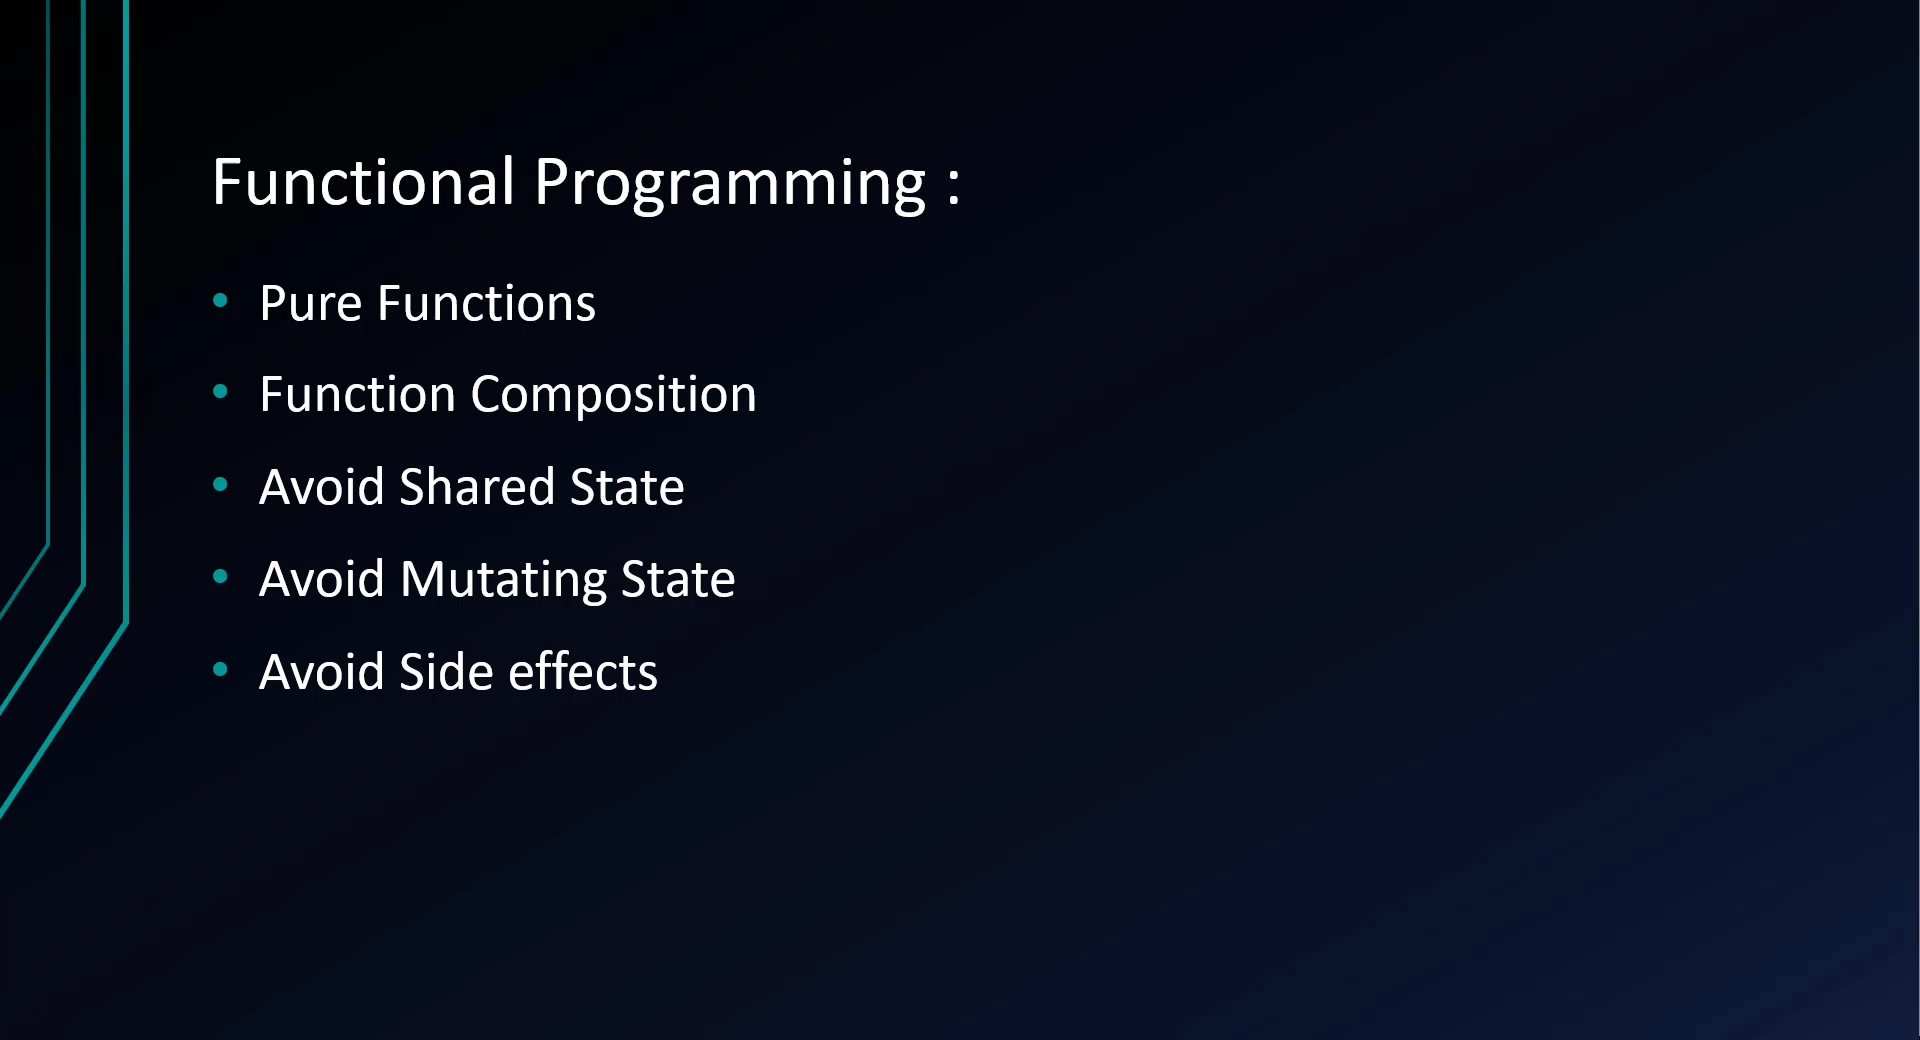 Functional Programming :
• Pure Functions
• Function Composition
• Avoid Shared State
• Avoid Mutating State
• Avoid Side effects